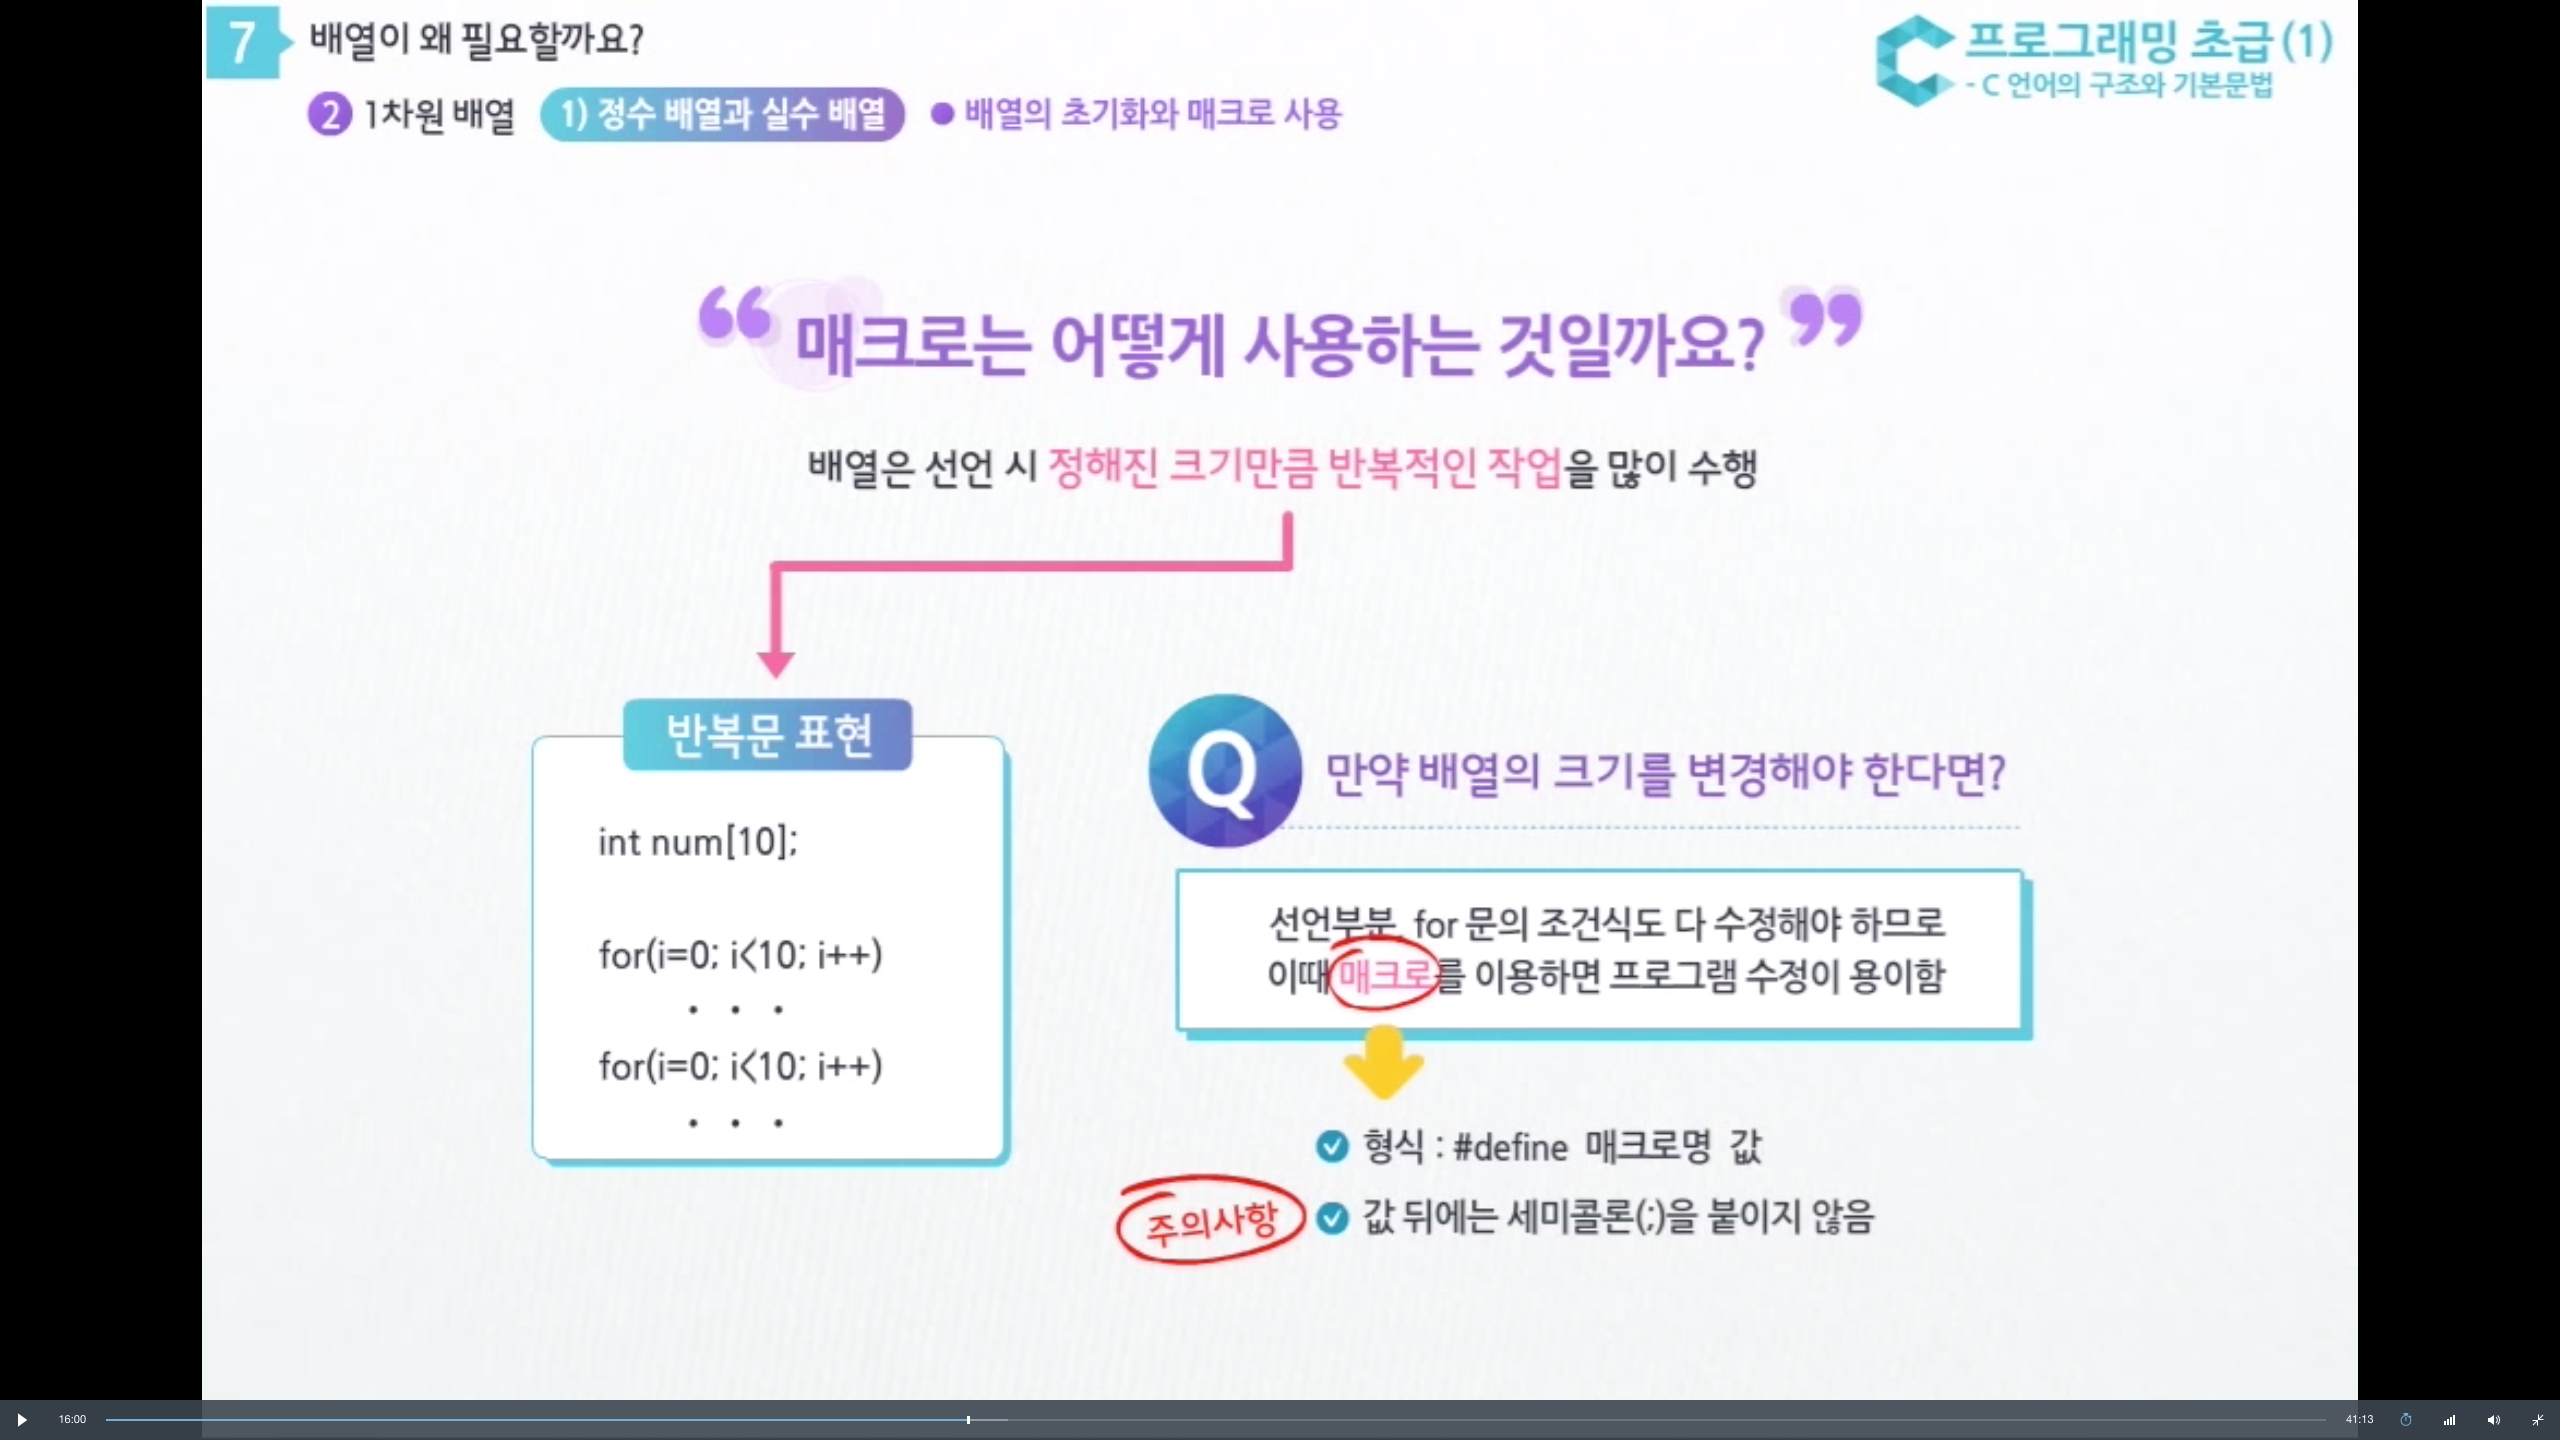 7 배열이 왜 필요할까요?
프로그래밍 초급(1)
- C 언어의 구조와 기본문법
2 1차원 배열 1) 정수 배열과 실수 배열 ● 배열의 초기화와 매크로 사용
“ 매크로는 어떻게 사용하는 것일까요? ”
배열은 선언 시 정해진 크기만큼 반복적인 작업을 많이 수행
반복문 표현
int num[10];
for(i=0; i<10; i++)
• • •
for(i=0; i<10; i++)
• • •
Q 만약 배열의 크기를 변경해야 한다면?
선언부분, for 문의 조건식도 다 수정해야 하므로
이때 매크로를 이용하면 프로그램 수정이 용이함
형식 : #define 매크로명 값
주의사항 값 뒤에는 세미콜론(;)을 붙이지 않음
16:00
41:13